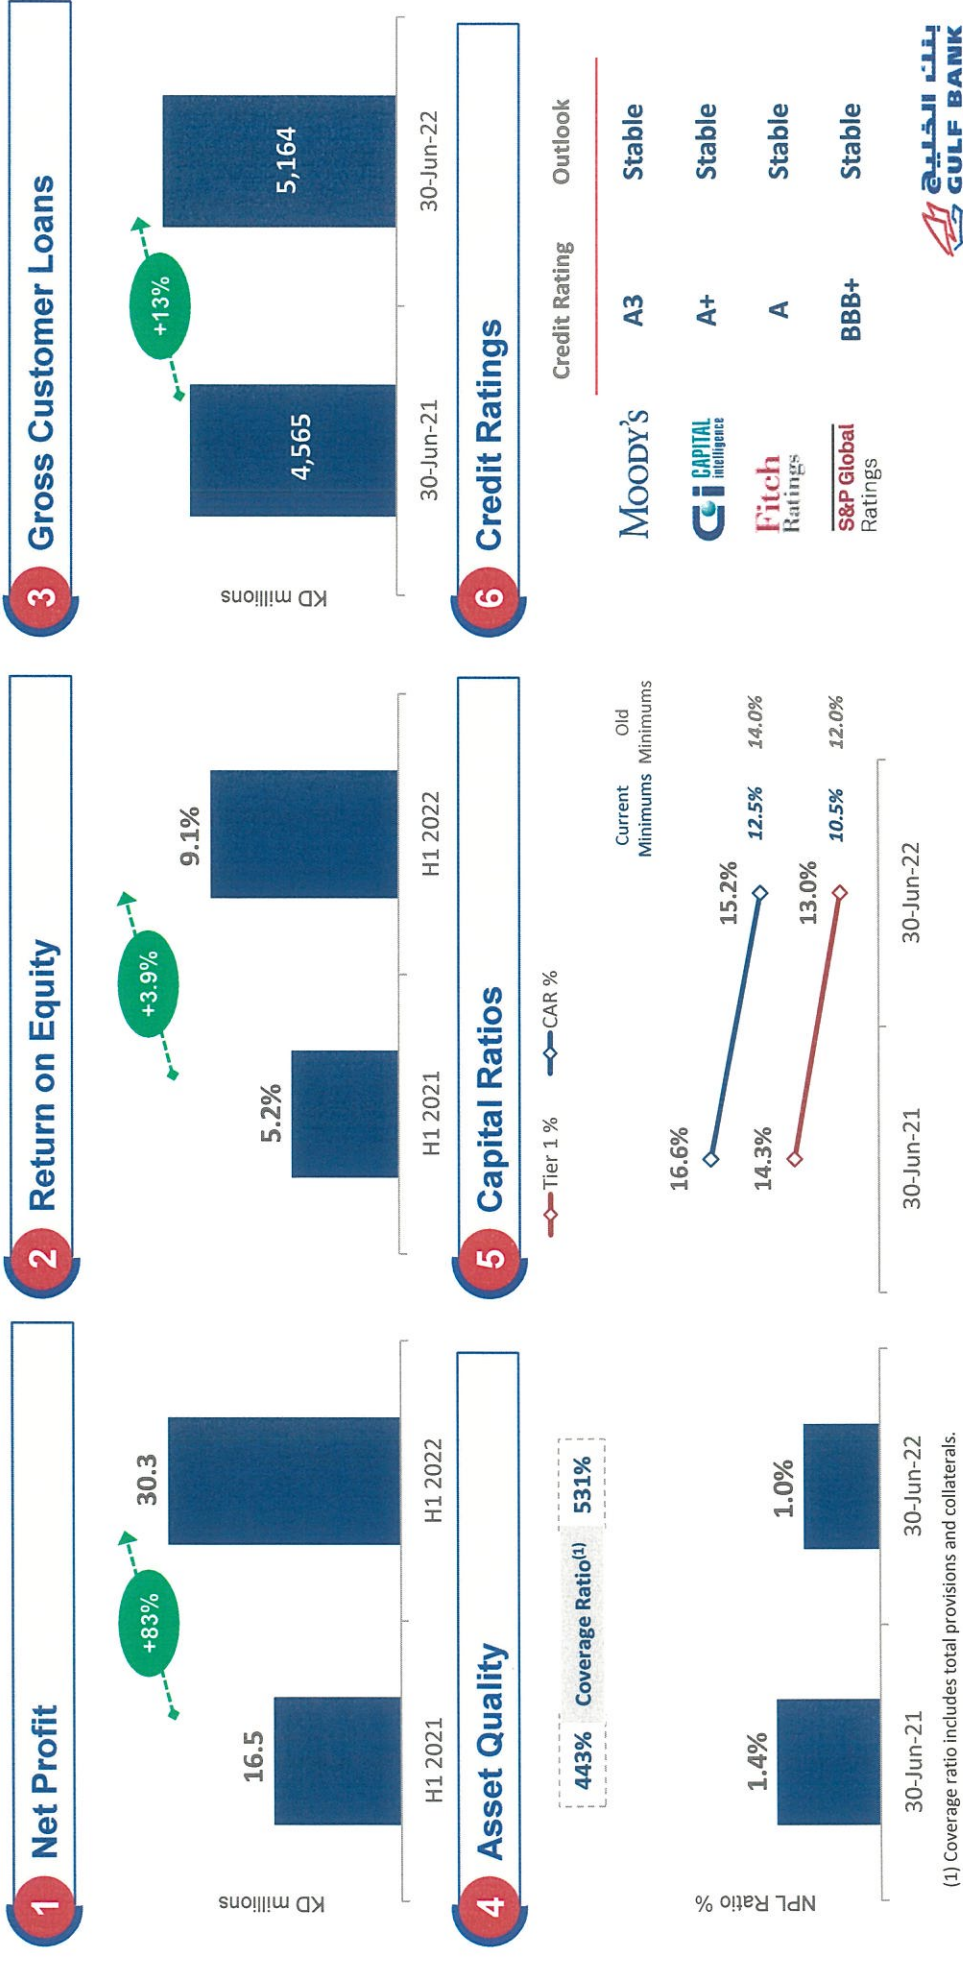 1 Net Profit
KD millions
16.5
+83%
30.3
H1 2021
H1 2022
2 Return on Equity
5.2%
+3.9%
9.1%
H1 2021
H1 2022
3 Gross Customer Loans
KD millions
4,565
+13%
5,164
30-Jun-21
30-Jun-22
4 Asset Quality
443% Coverage Ratio(1) 531%
NPL Ratio %
1.4%
1.0%
30-Jun-21
30-Jun-22
(1) Coverage ratio includes total provisions and collaterals.
5 Capital Ratios
Tier 1 % CAR %
Current Minimums
Old Minimums
16.6%
15.2%
12.5% 14.0%
14.3%
13.0%
10.5% 12.0%
30-Jun-21
30-Jun-22
6 Credit Ratings
Credit Rating Outlook
MOODY'S A3 Stable
Ci CAPITAL intelligence A+ Stable
Fitch Ratings A Stable
S&P Global Ratings BBB+ Stable
بنك الخليج
GULF BANK